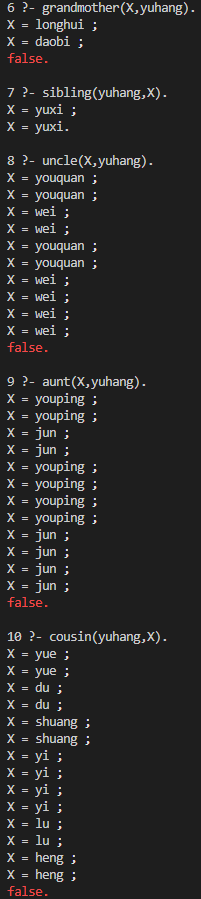 6 ?- grandmother(X,yuhang).
X = longhui ;
X = daobi ;
false.

7 ?- sibling(yuhang,X).
X = yuxi ;
X = yuxi.

8 ?- uncle(X,yuhang).
X = youquan ;
X = youquan ;
X = wei ;
X = wei ;
X = youquan ;
X = youquan ;
X = wei ;
X = wei ;
X = wei ;
X = wei ;
false.

9 ?- aunt(X,yuhang).
X = youping ;
X = youping ;
X = jun ;
X = jun ;
X = youping ;
X = youping ;
X = youping ;
X = youping ;
X = jun ;
X = jun ;
X = jun ;
X = jun ;
false.

10 ?- cousin(yuhang,X).
X = yue ;
X = yue ;
X = du ;
X = du ;
X = shuang ;
X = shuang ;
X = yi ;
X = yi ;
X = yi ;
X = yi ;
X = lu ;
X = lu ;
X = heng ;
X = heng ;
false.